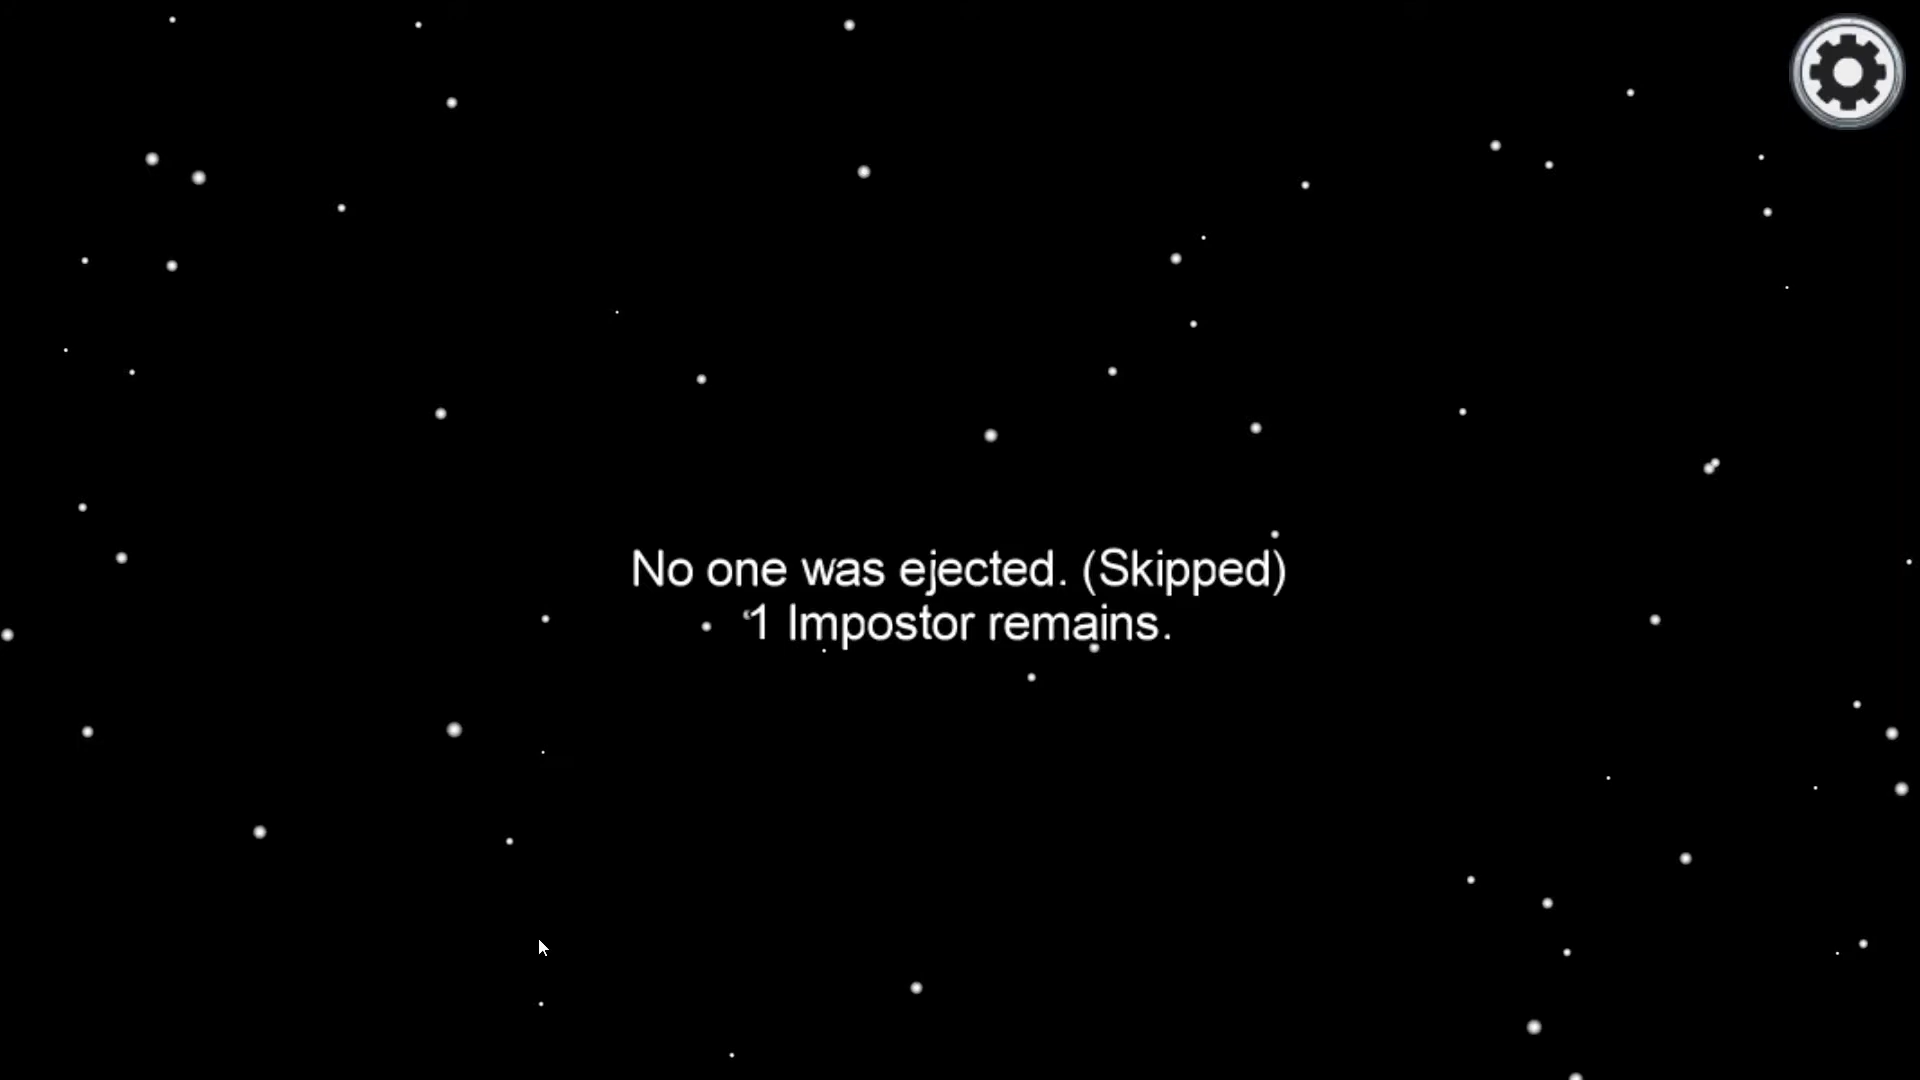 No one was ejected. (Skipped)
1 Impostor remains.